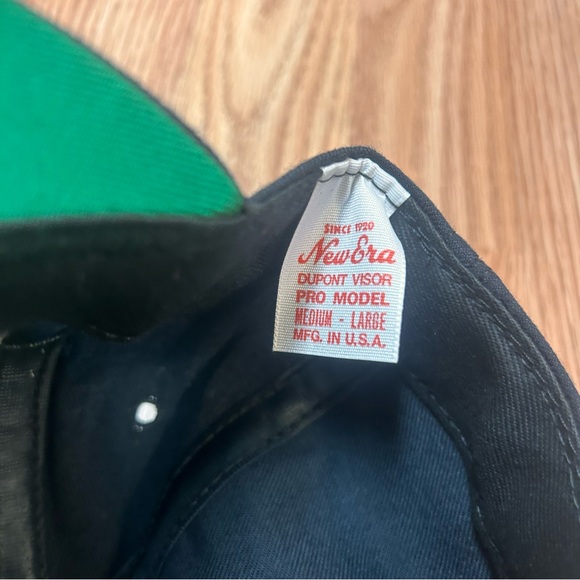 SINCE 1920
New Era
DUPONT VISOR
PRO MODEL
MEDIUM - LARGE
MFG. IN U.S.A.